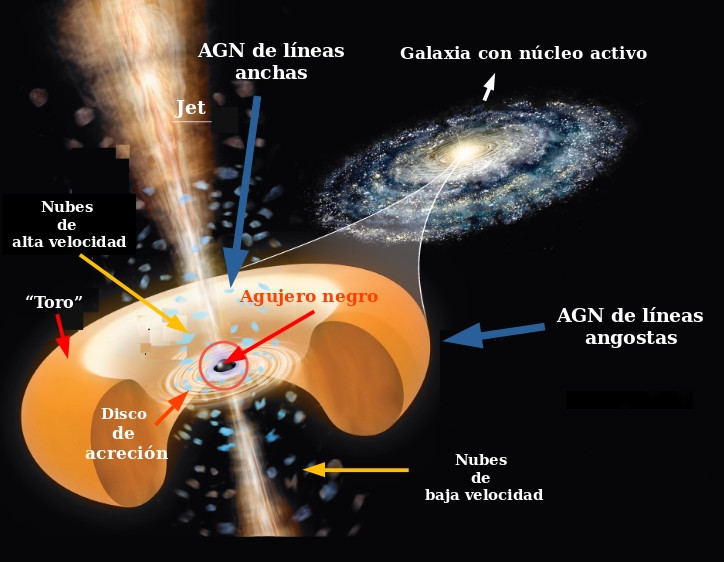 AGN de líneas
anchas
Galaxia con núcleo activo
Jet
Nubes
de
alta velocidad
“Toro”
Agujero negro
AGN de líneas
angostas
Disco
de
acreción
Nubes
de
baja velocidad